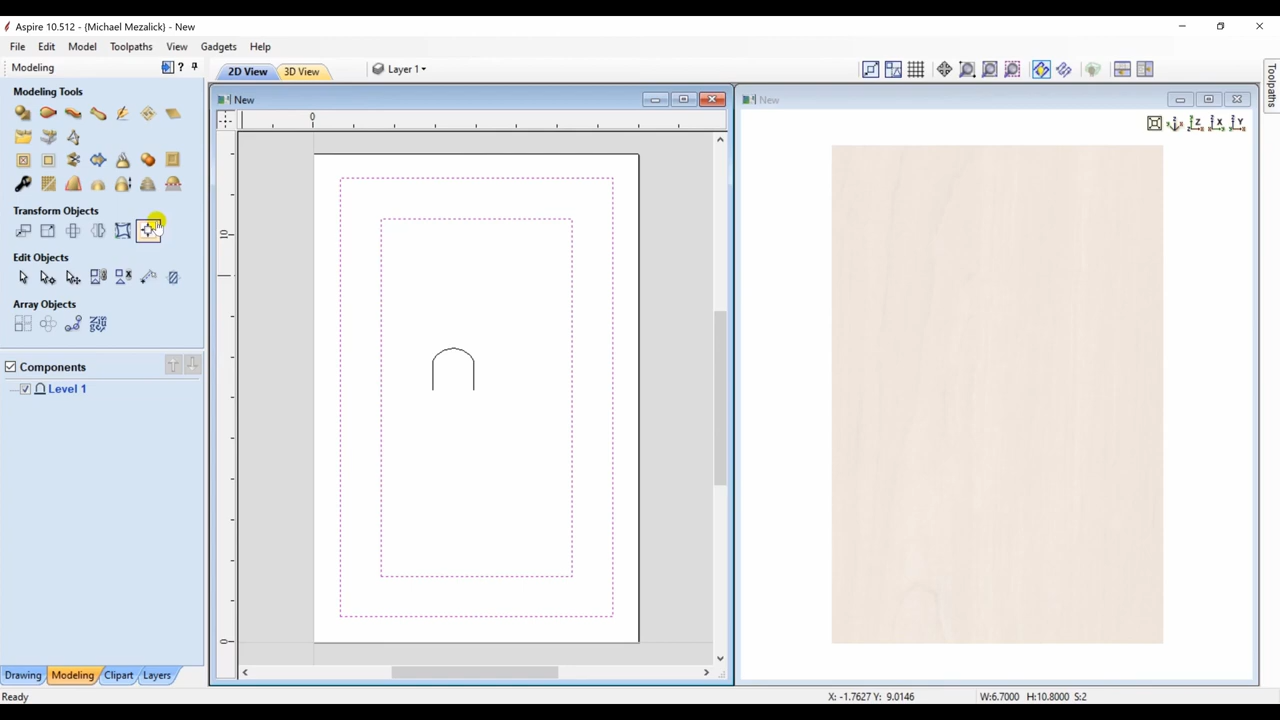 Aspire 10.512 - {Michael Mezalick} - New
File Edit Model Toolpaths View Gadgets Help
Modeling
2D View 3D View Layer 1
Toolpaths
Modeling Tools
New
New
0
Z X Y
10
0
Transform Objects
Edit Objects
Array Objects
Components
Level 1
Drawing Modeling Clipart Layers
Ready
X: -1.7627 Y: 9.0146
W:6.7000 H:10.8000 S:2